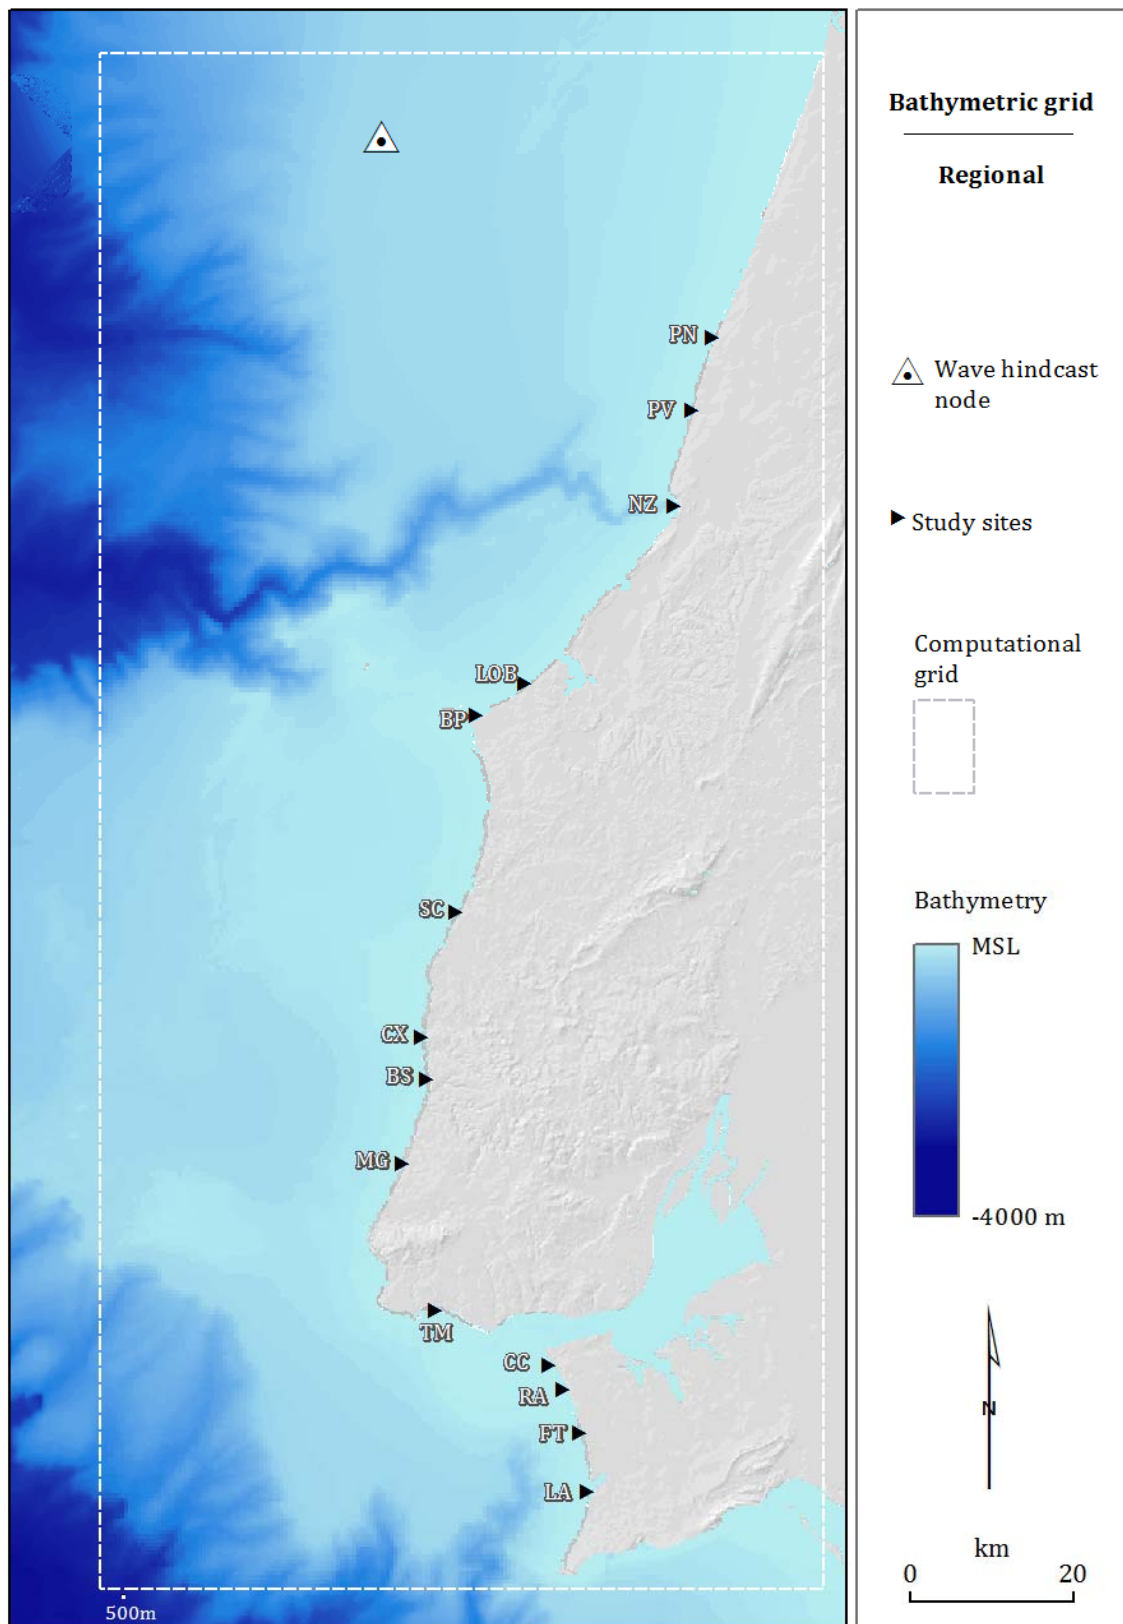 PN
PV
NZ
LOB
BP
SC
CX
BS
MG
TM
CC
RA
FT
LA
500m
Bathymetric grid
Regional
Wave hindcast
node
Study sites
Computational
grid
Bathymetry
MSL
-4000 m
N
km
0 20